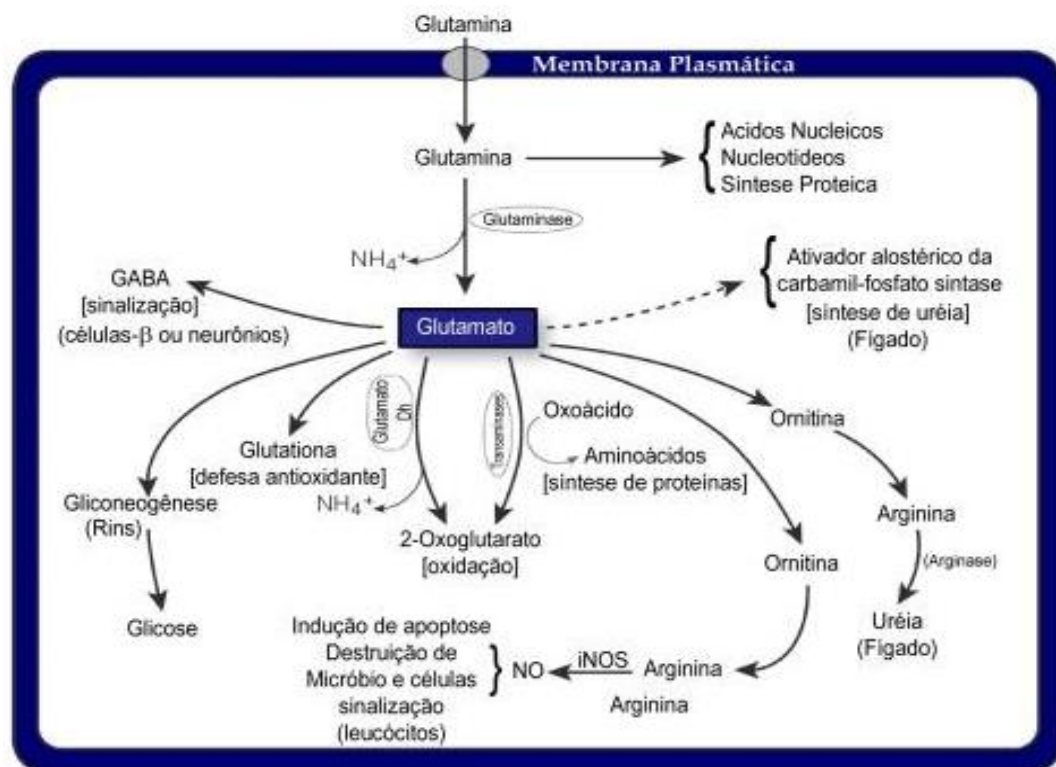 Glutamina
Membrana Plasmática
Glutamina
Acidos Nucleicos
Nucleotídeos
Síntese Proteica
Glutaminase
NH₄⁺
GABA
[sinalização]
(células-β ou neurônios)
Ativador alostérico da
carbamil-fosfato sintase
[síntese de uréia]
(Fígado)
Glutamato
Glutamato
Dh
Transaminases
Oxoácido
Aminoácidos
[síntese de proteinas]
Ornitina
Glutationa
[defesa antioxidante]
NH₄⁺
Gliconeogênese
(Rins)
Arginina
2-Oxoglutarato
[oxidação]
Ornitina
(Arginase)
Glicose
Uréia
(Fígado)
Indução de apoptose
Destruição de
Micróbio e células
sinalização
(leucócitos)
NO
iNOS
Arginina
Arginina